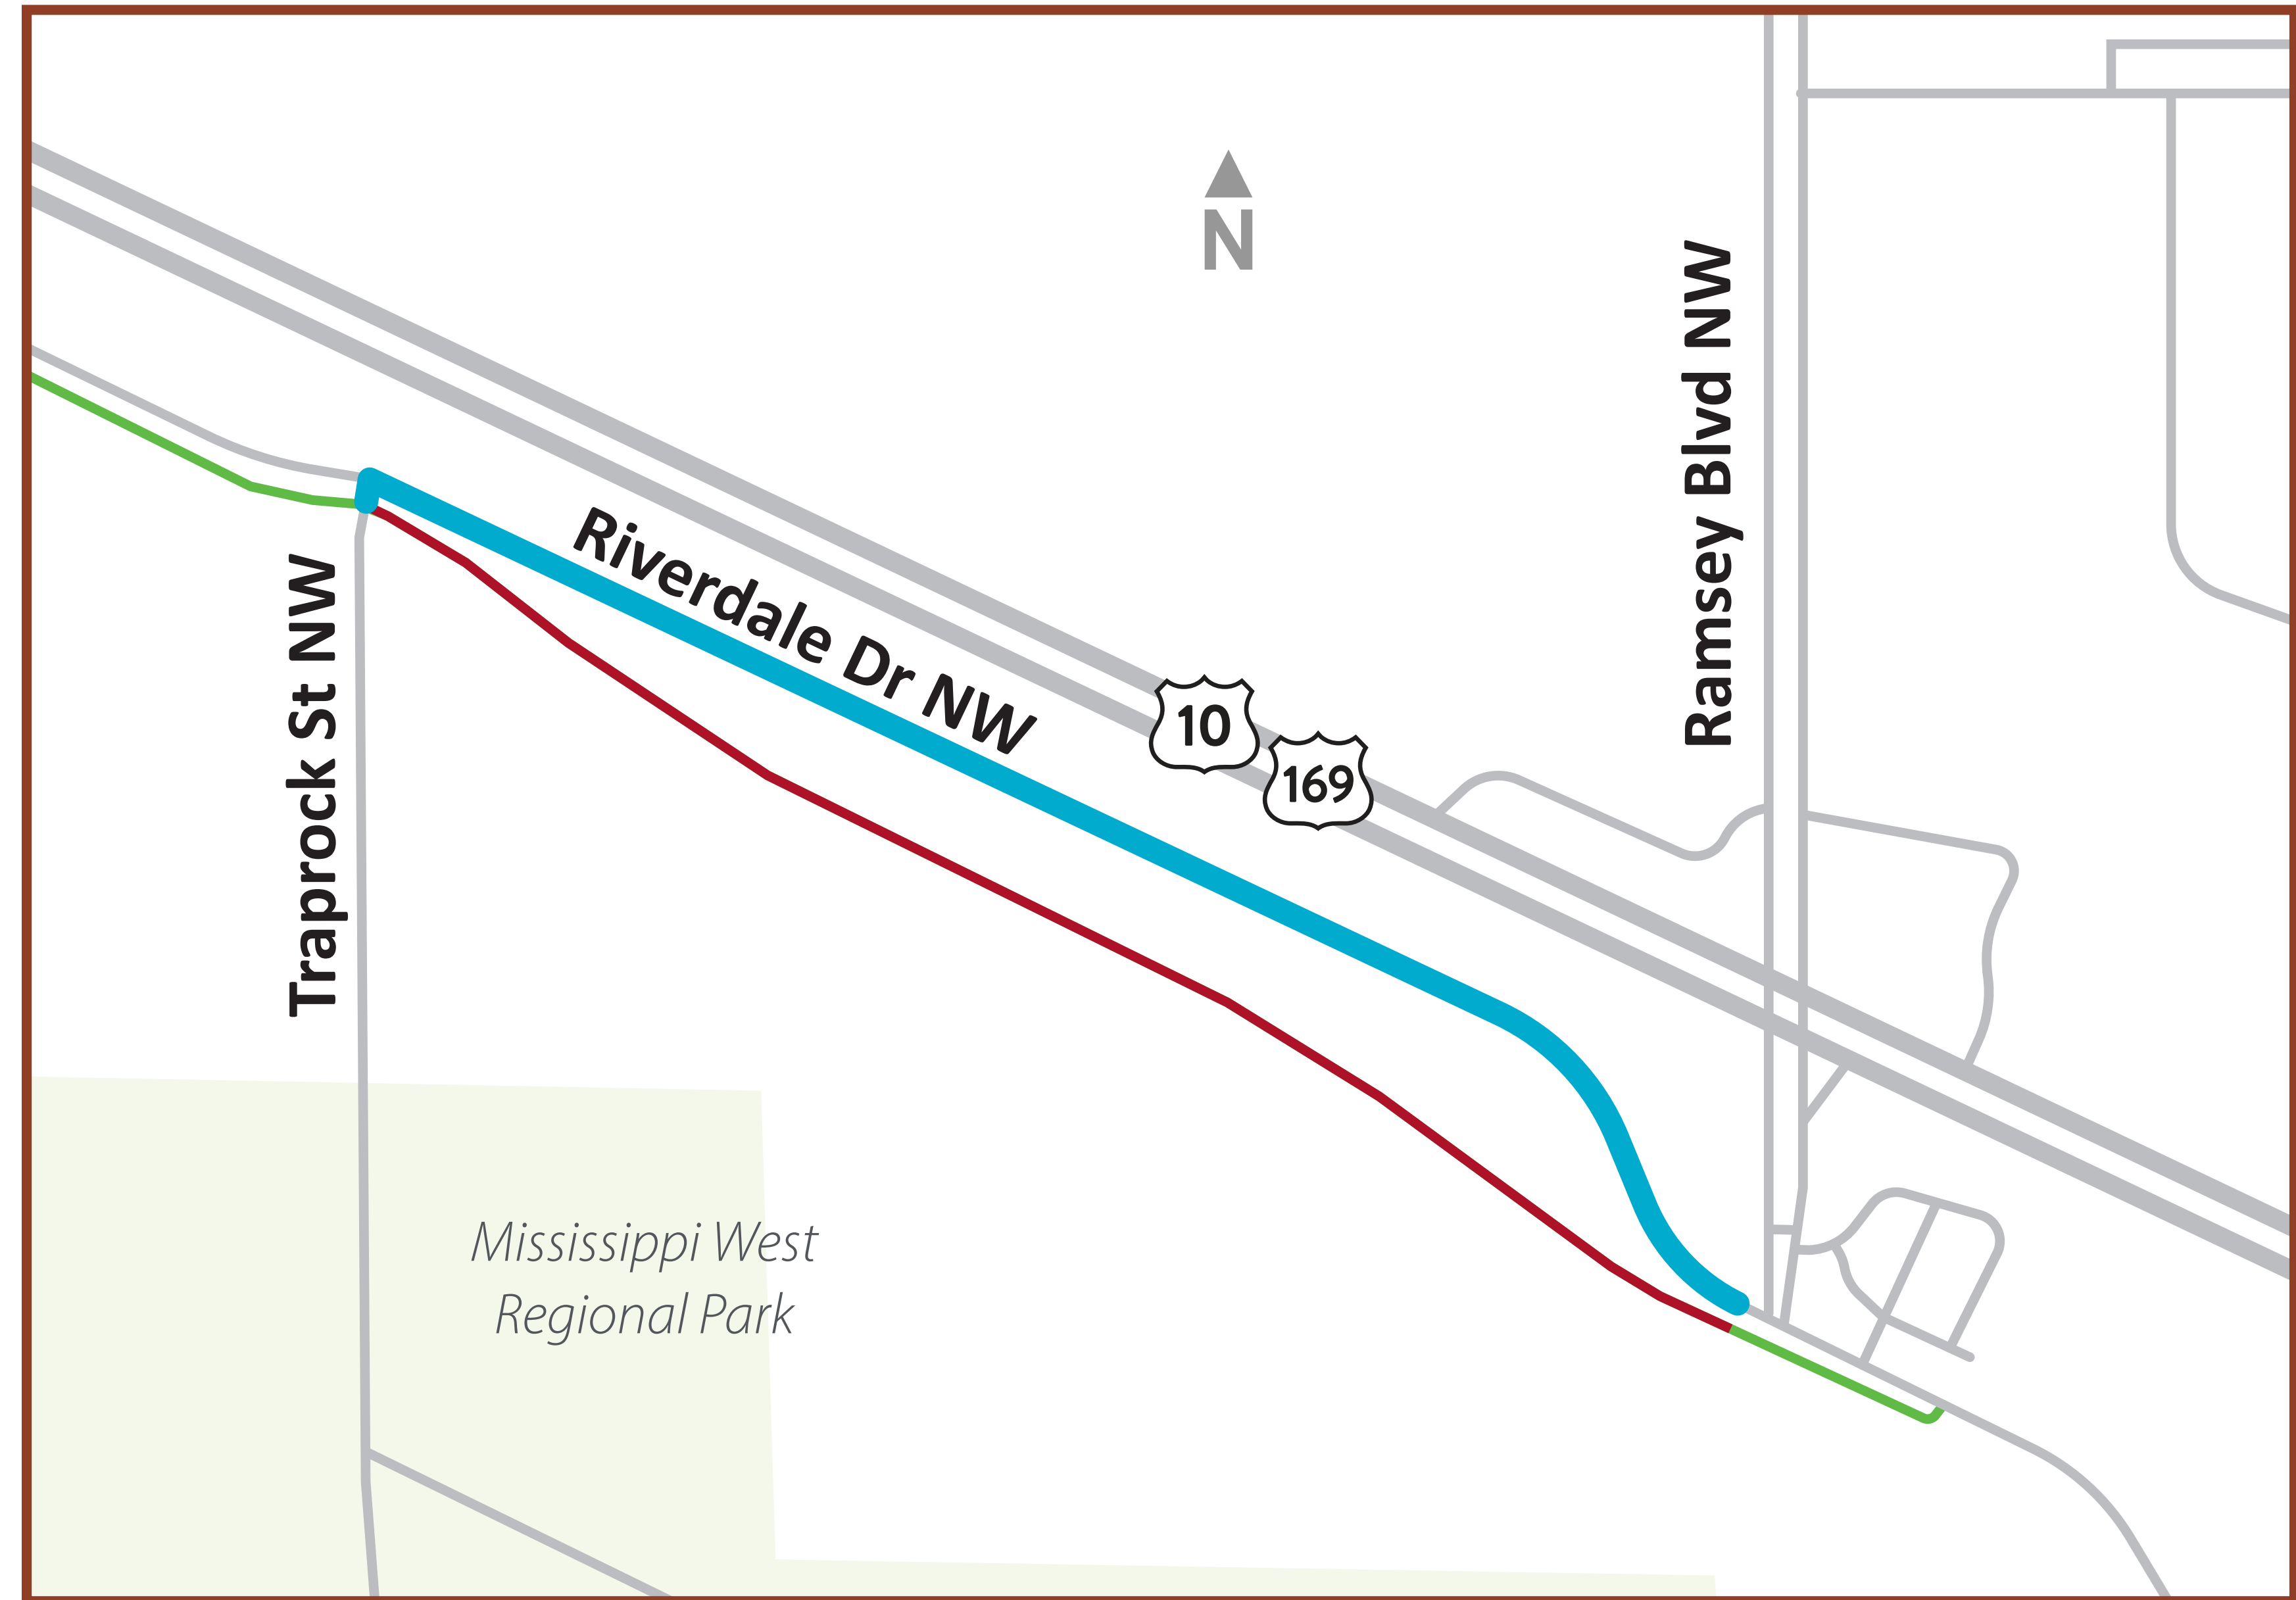 N
Ramsey Blvd NW
Riverdale Dr NW
Traprock St NW
10
169
Mississippi West
Regional Park